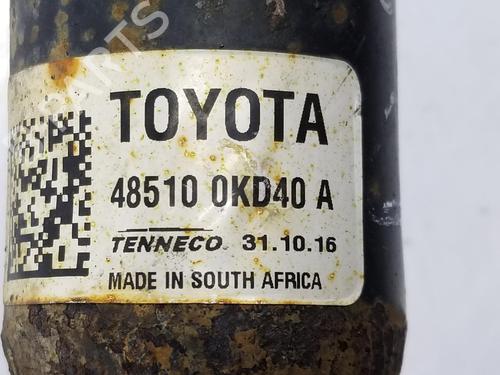 TOYOTA
48510 0KD40 A
TENNECO 31.10.16
MADE IN SOUTH AFRICA